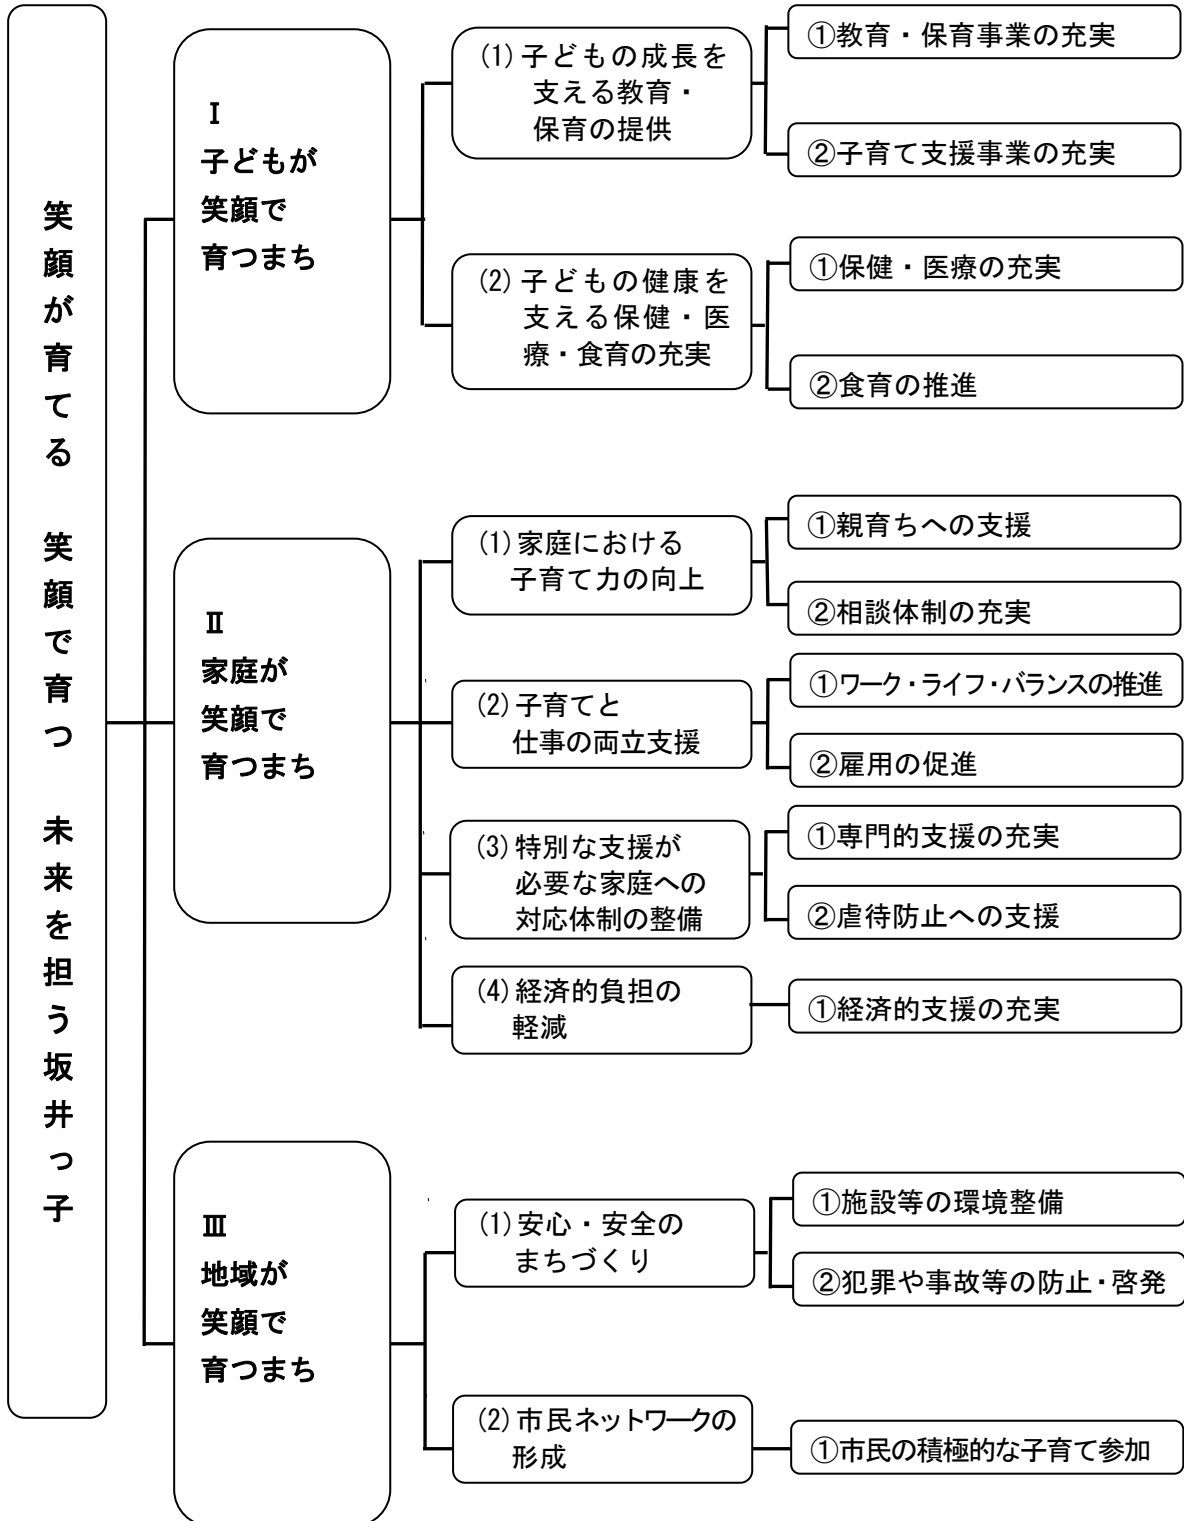 笑顔が育てる 笑顔で育つ 未来を担う坂井っ子
Ⅰ
子どもが
笑顔で
育つまち
(1)子どもの成長を
支える教育・
保育の提供
①教育・保育事業の充実
②子育て支援事業の充実
(2)子どもの健康を
支える保健・医
療・食育の充実
①保健・医療の充実
②食育の推進
Ⅱ
家庭が
笑顔で
育つまち
(1)家庭における
子育て力の向上
①親育ちへの支援
②相談体制の充実
(2)子育てと
仕事の両立支援
①ワーク・ライフ・バランスの推進
②雇用の促進
(3)特別な支援が
必要な家庭への
対応体制の整備
①専門的支援の充実
②虐待防止への支援
(4)経済的負担の
軽減
①経済的支援の充実
Ⅲ
地域が
笑顔で
育つまち
(1)安心・安全の
まちづくり
①施設等の環境整備
②犯罪や事故等の防止・啓発
(2)市民ネットワークの
形成
①市民の積極的な子育て参加